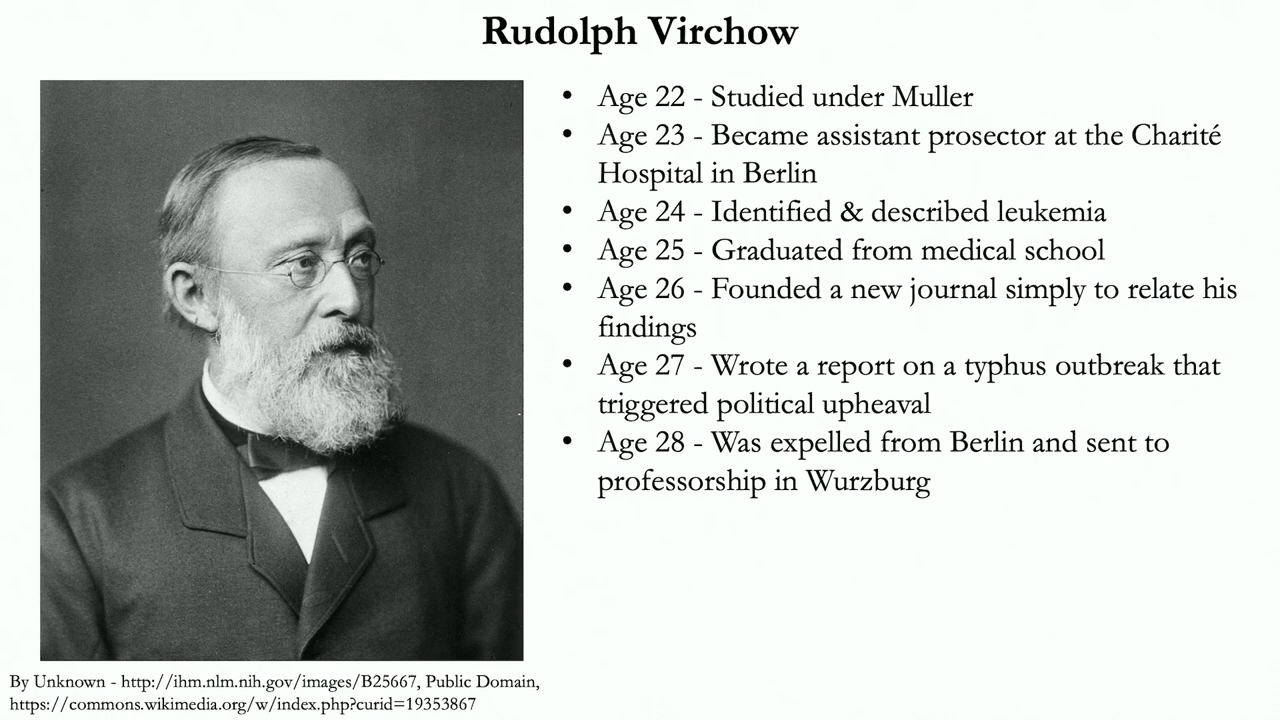 Rudolph Virchow
• Age 22 - Studied under Muller
• Age 23 - Became assistant prosector at the Charité
Hospital in Berlin
• Age 24 - Identified & described leukemia
• Age 25 - Graduated from medical school
• Age 26 - Founded a new journal simply to relate his
findings
• Age 27 - Wrote a report on a typhus outbreak that
triggered political upheaval
• Age 28 - Was expelled from Berlin and sent to
professorship in Wurzburg
By Unknown - http://ihm.nlm.nih.gov/images/B25667, Public Domain,
https://commons.wikimedia.org/w/index.php?curid=19353867